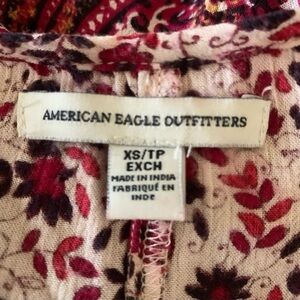 AMERICAN EAGLE OUTFITTERS
XS/TP
EXCH
MADE IN INDIA
FABRIQUÉ EN
INDE